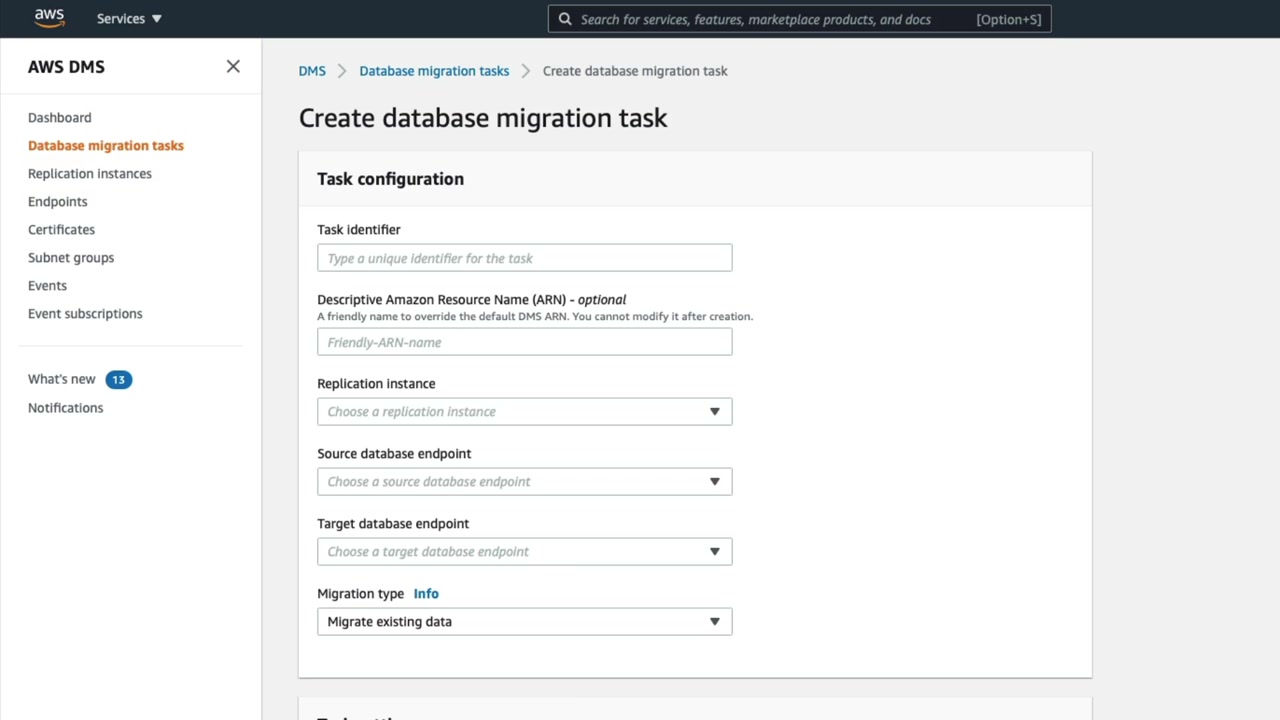 aws Services Search for services, features, marketplace products, and docs [Option+S]
AWS DMS
Dashboard
Database migration tasks
Replication instances
Endpoints
Certificates
Subnet groups
Events
Event subscriptions
What's new 13
Notifications
DMS Database migration tasks Create database migration task
Create database migration task
Task configuration
Task identifier
Type a unique identifier for the task
Descriptive Amazon Resource Name (ARN) - optional
A friendly name to override the default DMS ARN. You cannot modify it after creation.
Friendly-ARN-name
Replication instance
Choose a replication instance
Source database endpoint
Choose a source database endpoint
Target database endpoint
Choose a target database endpoint
Migration type Info
Migrate existing data